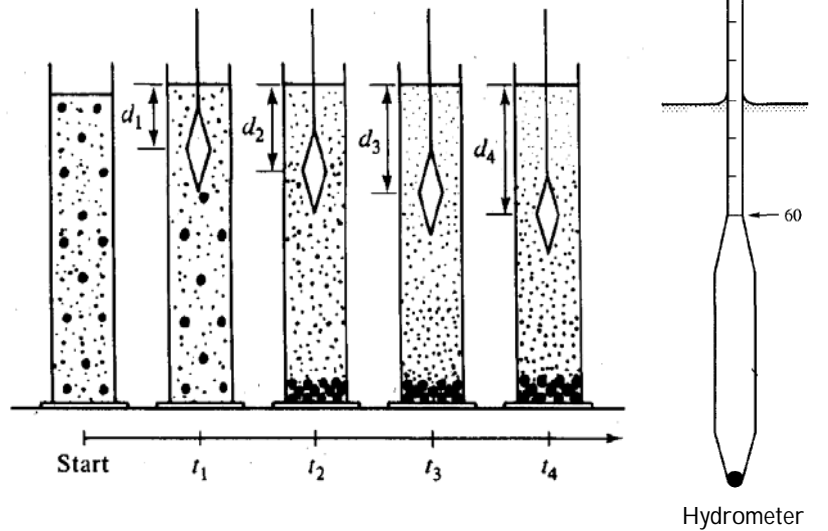 d₁
d₂
d₃
d₄
60
Start
t₁
t₂
t₃
t₄
Hydrometer